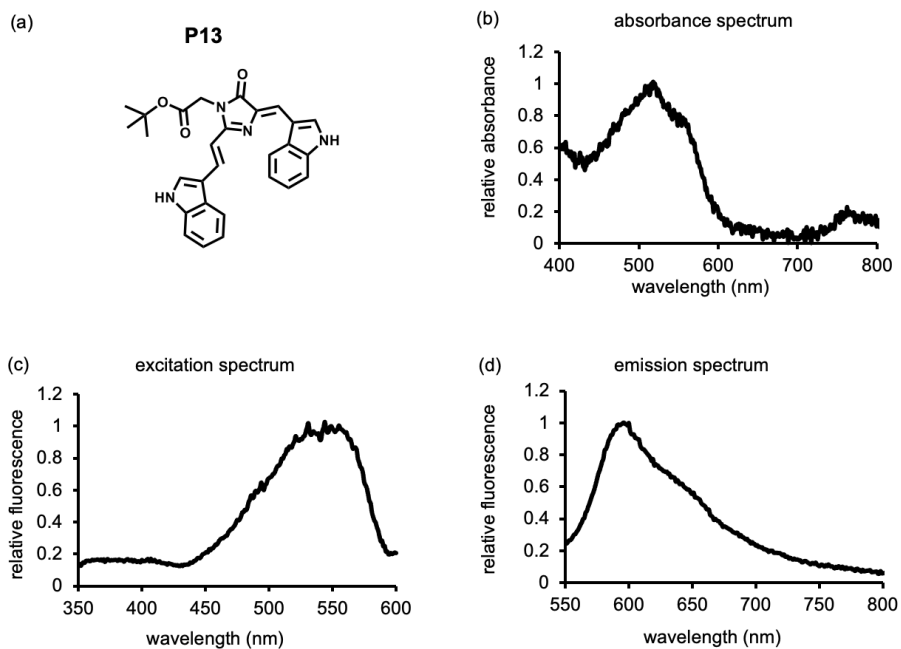 (a)
P13
O
O
N
O
N
NH
HN
(b)
absorbance spectrum
relative absorbance
1.2
1
0.8
0.6
0.4
0.2
0
400 500 600 700 800
wavelength (nm)
(c)
excitation spectrum
relative fluorescence
1.2
1
0.8
0.6
0.4
0.2
0
350 400 450 500 550 600
wavelength (nm)
(d)
emission spectrum
relative fluorescence
1.2
1
0.8
0.6
0.4
0.2
0
550 600 650 700 750 800
wavelength (nm)